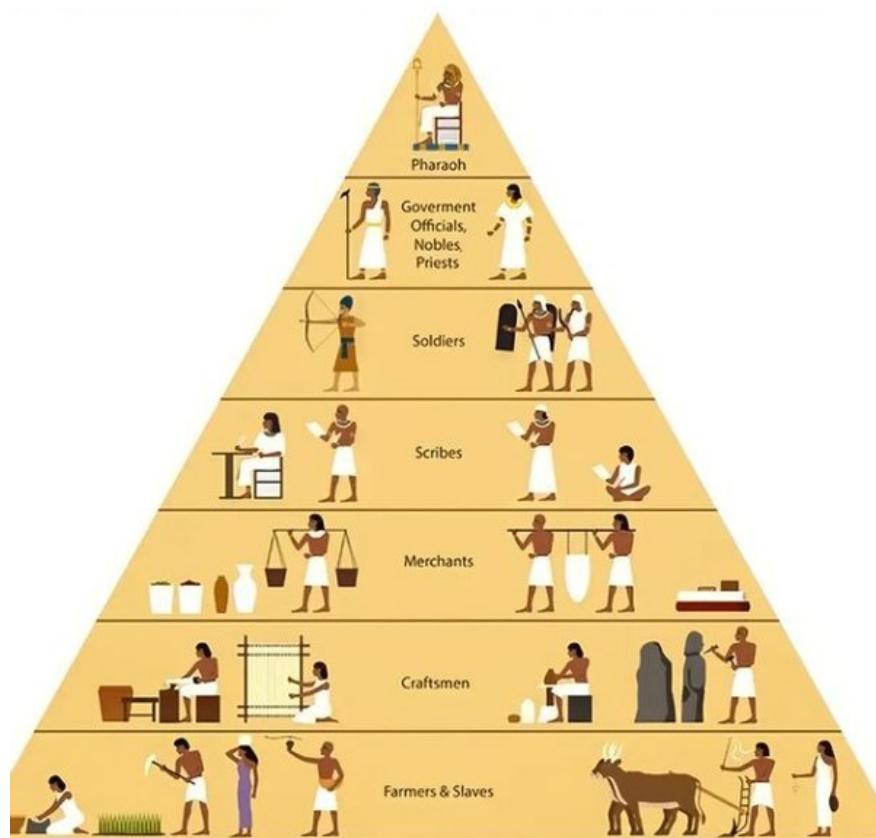 Pharaoh
Goverment
Officials,
Nobles,
Priests
Soldiers
Scribes
Merchants
Craftsmen
Farmers & Slaves